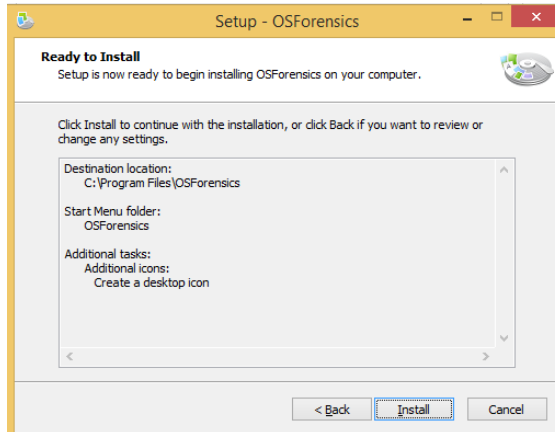 Setup - OSForensics
Ready to Install
Setup is now ready to begin installing OSForensics on your computer.
Click Install to continue with the installation, or click Back if you want to review or
change any settings.
Destination location:
C:\Program Files\OSForensics
Start Menu folder:
OSForensics
Additional tasks:
Additional icons:
Create a desktop icon
< Back
Install
Cancel